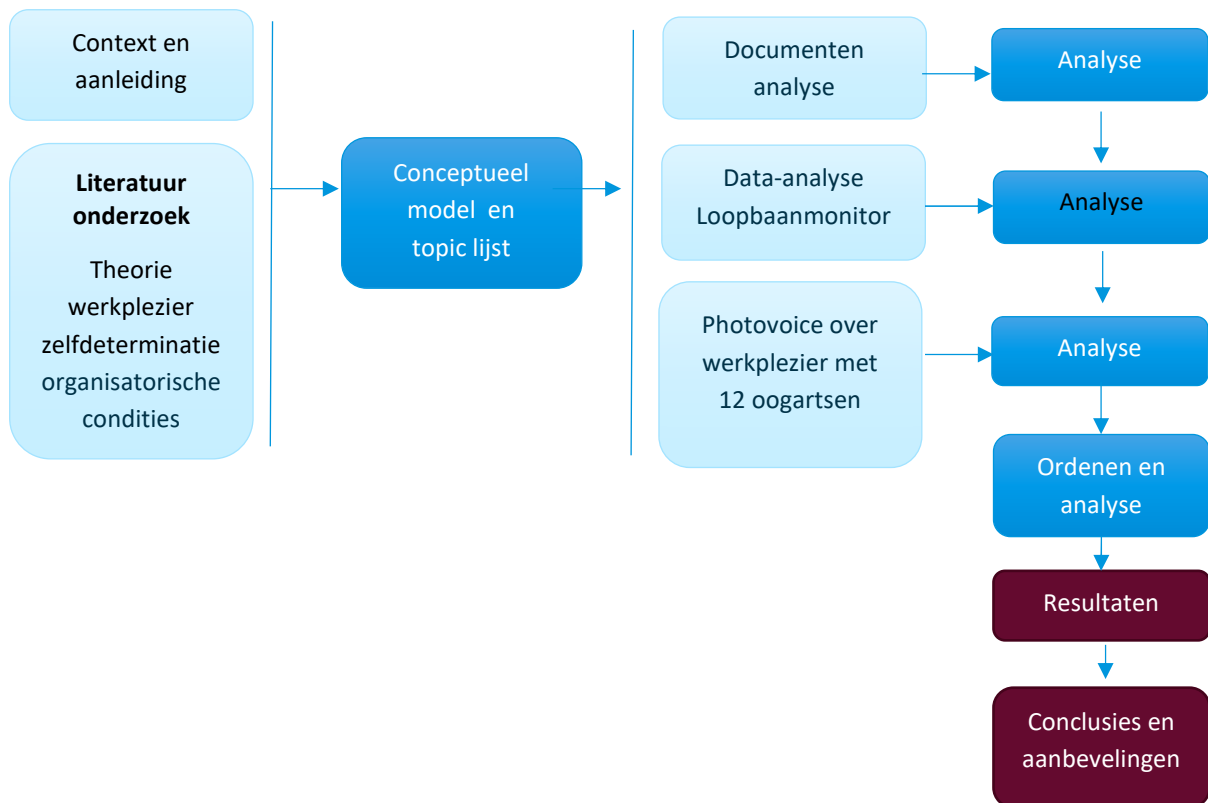 Context en
aanleiding
Literatuur
onderzoek
Theorie
werkplezier
zelfdeterminatie
organisatorische
condities
Conceptueel
model en
topic lijst
Documenten
analyse
Analyse
Data-analyse
Loopbaanmonitor
Analyse
Photovoice over
werkplezier met
12 oogartsen
Analyse
Ordenen en
analyse
Resultaten
Conclusies en
aanbevelingen